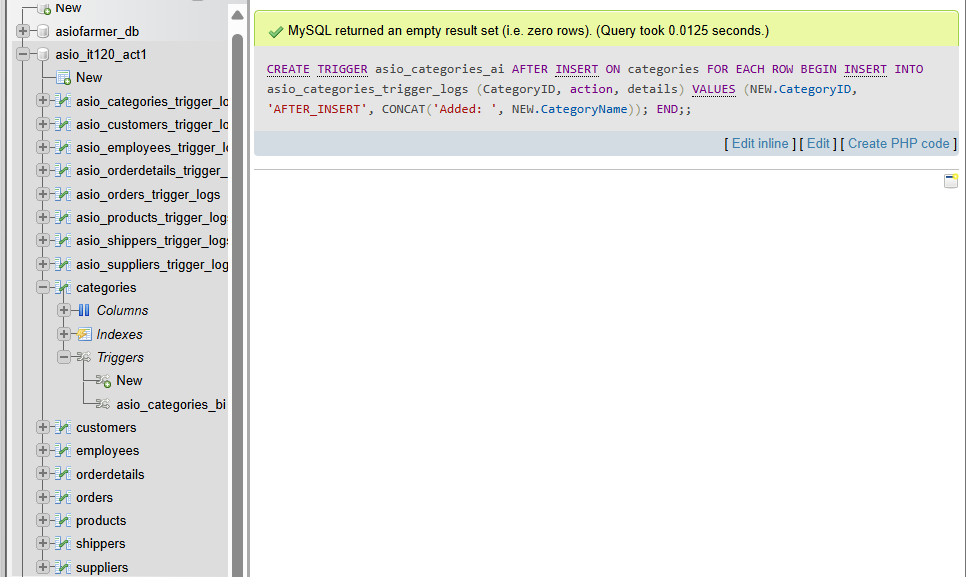 New
asiofarmer_db
asio_it120_act1
New
asio_categories_trigger_lo
asio_customers_trigger_lo
asio_employees_trigger_l
asio_orderdetails_trigger_
asio_orders_trigger_logs
asio_products_trigger_logs
asio_shippers_trigger_logs
asio_suppliers_trigger_log
categories
Columns
Indexes
Triggers
New
asio_categories_bi
customers
employees
orderdetails
orders
products
shippers
suppliers
MySQL returned an empty result set (i.e. zero rows). (Query took 0.0125 seconds.)
CREATE TRIGGER asio_categories_ai AFTER INSERT ON categories FOR EACH ROW BEGIN INSERT INTO
asio_categories_trigger_logs (CategoryID, action, details) VALUES (NEW.CategoryID,
'AFTER_INSERT', CONCAT('Added: ', NEW.CategoryName)); END;;
[ Edit inline ] [ Edit ] [ Create PHP code ]